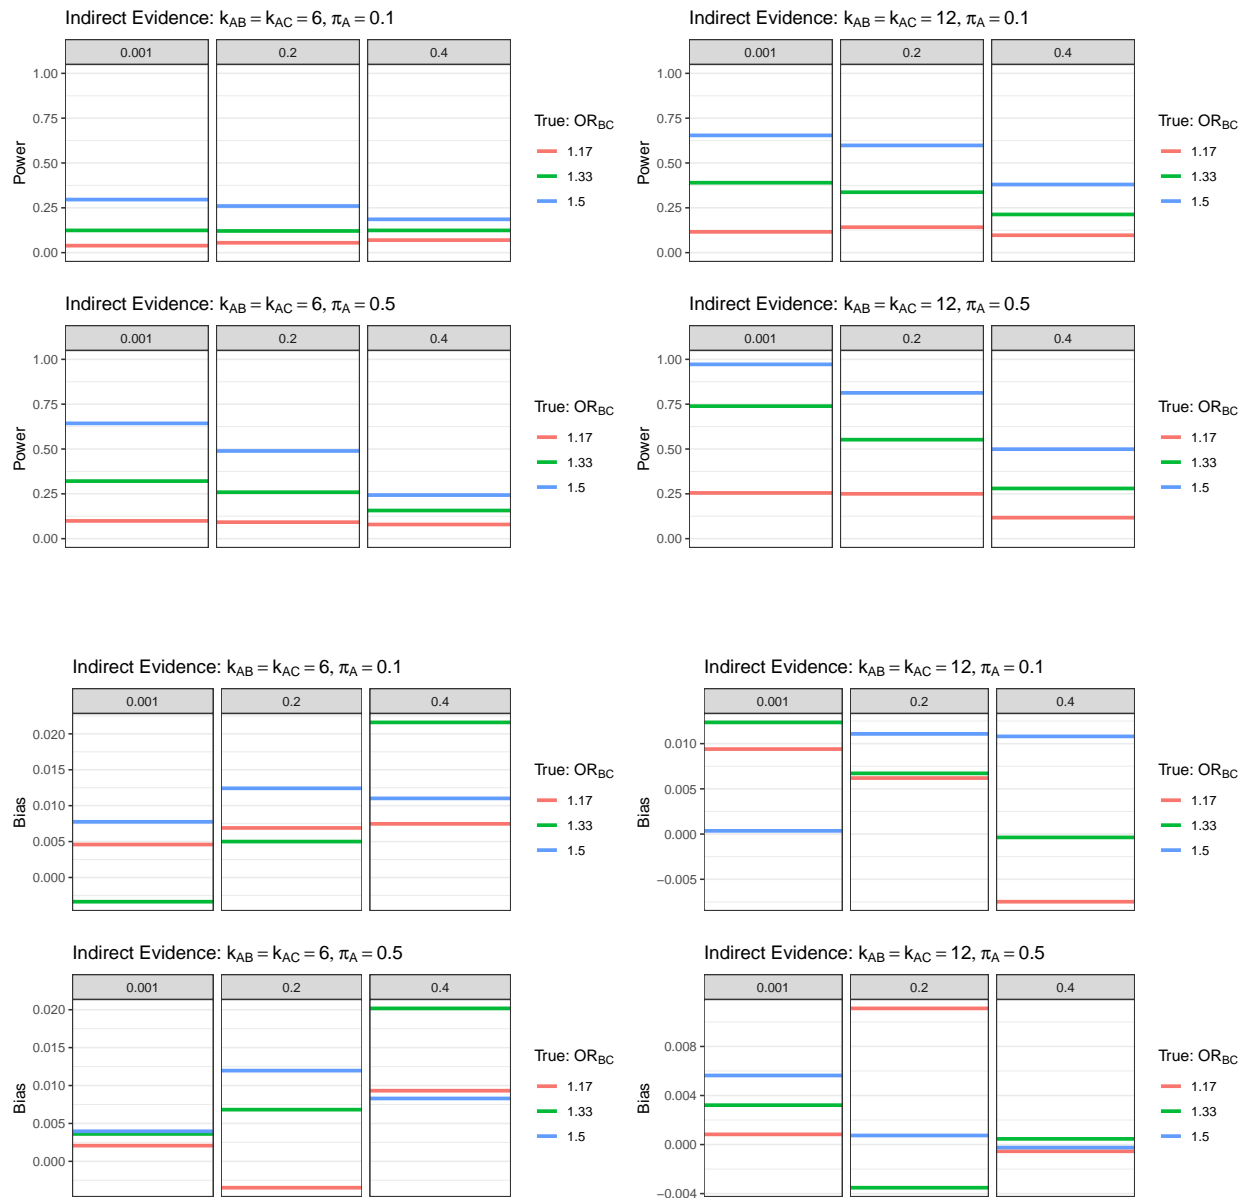 Indirect Evidence: kAB = kAC = 6, πA = 0.1
0.001 0.2 0.4
1.00
0.75
0.50
0.25
0.00
Power
True: ORBC
1.17
1.33
1.5
Indirect Evidence: kAB = kAC = 12, πA = 0.1
0.001 0.2 0.4
1.00
0.75
0.50
0.25
0.00
Power
True: ORBC
1.17
1.33
1.5
Indirect Evidence: kAB = kAC = 6, πA = 0.5
0.001 0.2 0.4
1.00
0.75
0.50
0.25
0.00
Power
True: ORBC
1.17
1.33
1.5
Indirect Evidence: kAB = kAC = 12, πA = 0.5
0.001 0.2 0.4
1.00
0.75
0.50
0.25
0.00
Power
True: ORBC
1.17
1.33
1.5
Indirect Evidence: kAB = kAC = 6, πA = 0.1
0.001 0.2 0.4
0.020
0.015
0.010
0.005
0.000
Bias
True: ORBC
1.17
1.33
1.5
Indirect Evidence: kAB = kAC = 12, πA = 0.1
0.001 0.2 0.4
0.010
0.005
0.000
−0.005
Bias
True: ORBC
1.17
1.33
1.5
Indirect Evidence: kAB = kAC = 6, πA = 0.5
0.001 0.2 0.4
0.020
0.015
0.010
0.005
0.000
Bias
True: ORBC
1.17
1.33
1.5
Indirect Evidence: kAB = kAC = 12, πA = 0.5
0.001 0.2 0.4
0.008
0.004
0.000
−0.004
Bias
True: ORBC
1.17
1.33
1.5